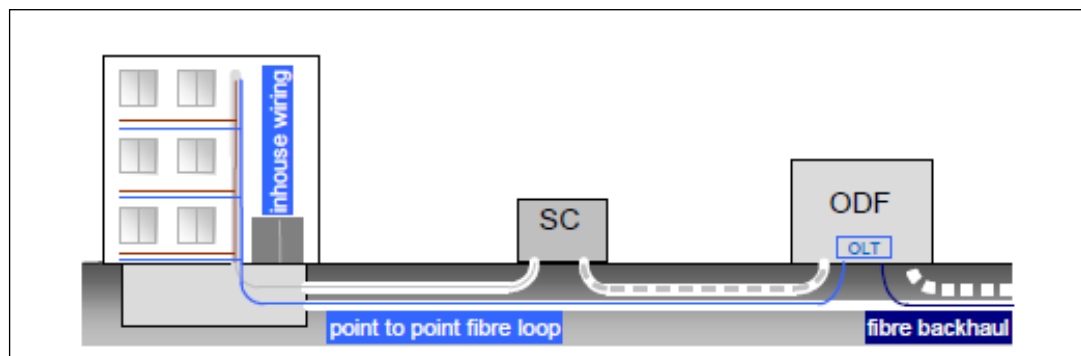 inhouse wiring
SC
ODF
OLT
point to point fibre loop
fibre backhaul